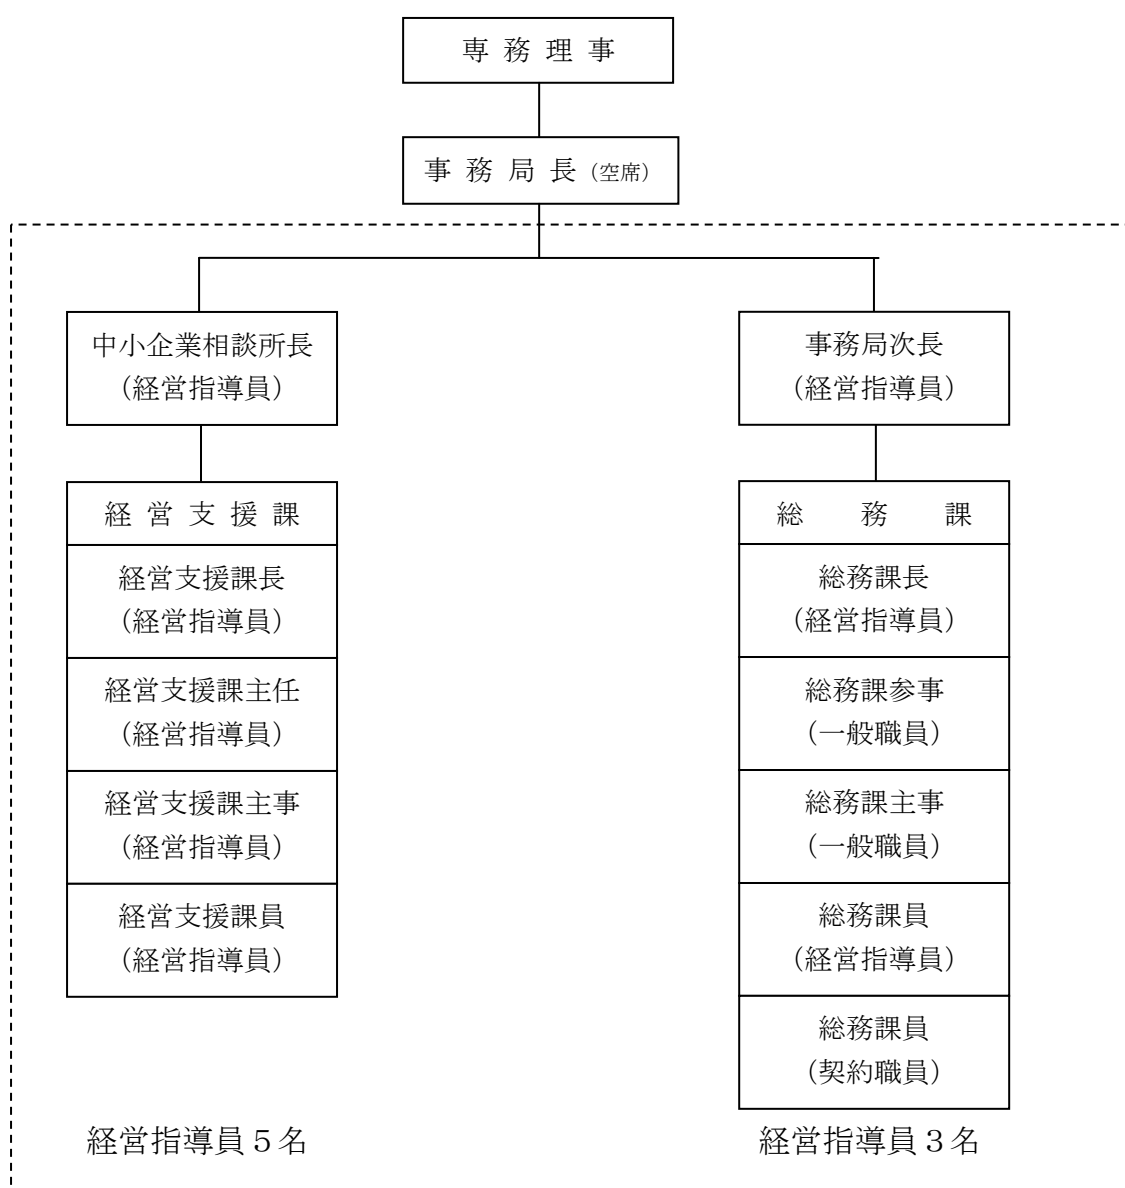 専務理事
事務局長（空席）
中小企業相談所長
（経営指導員）
経営支援課
経営支援課長
（経営指導員）
経営支援課主任
（経営指導員）
経営支援課主事
（経営指導員）
経営支援課員
（経営指導員）
経営指導員５名
事務局次長
（経営指導員）
総務課
総務課長
（経営指導員）
総務課参事
（一般職員）
総務課主事
（一般職員）
総務課員
（経営指導員）
総務課員
（契約職員）
経営指導員３名